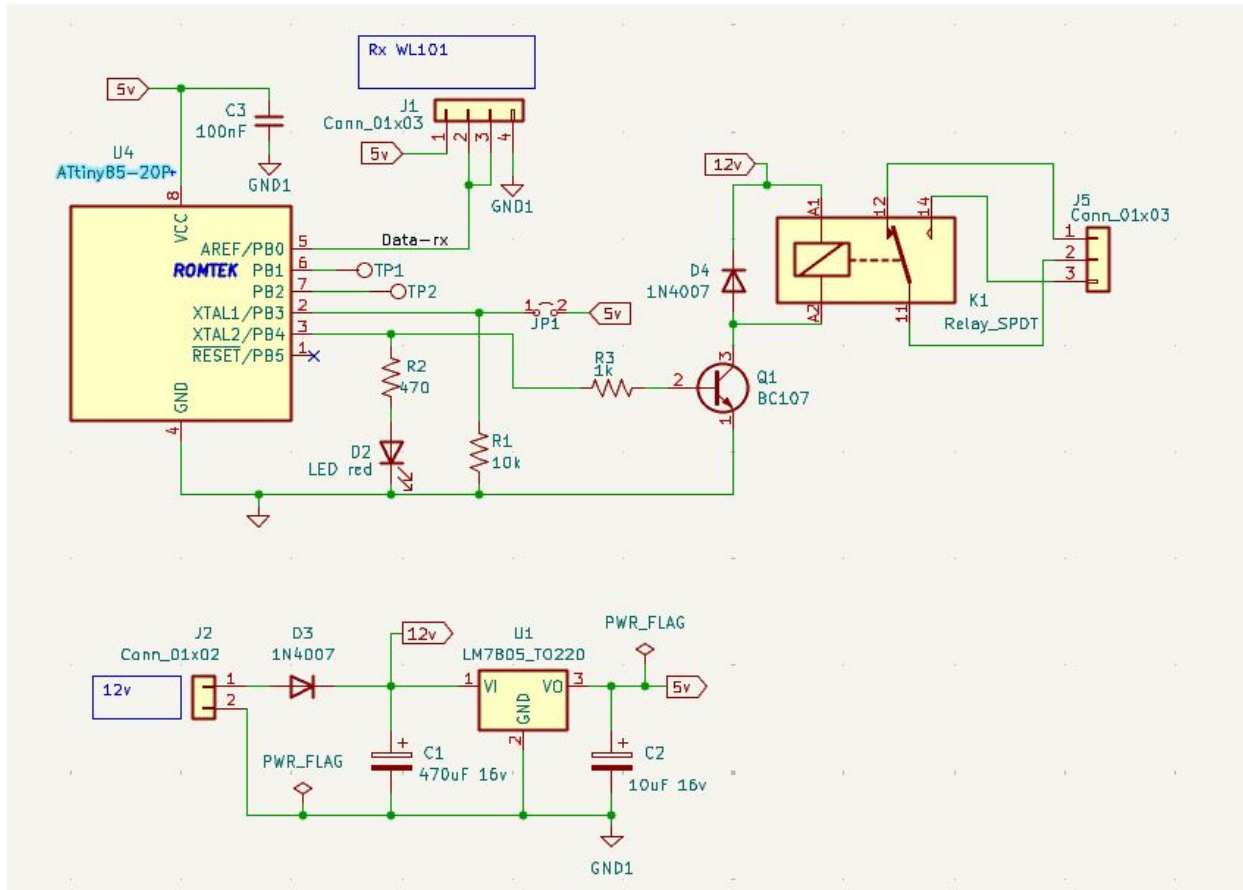 Rx WL101
5v
C3
100nF
GND1
J1
Conn_01x03
1
2
3
4
5v
GND1
U4
ATtiny85-20P
8
VCC
AREF/PB0
5
Data-rx
ROMTEK
PB1
6
TP1
PB2
7
TP2
XTAL1/PB3
2
1
2
JP1
5v
XTAL2/PB4
3
RESET/PB5
1
GND
4
R2
470
D2
LED red
R1
10k
R3
1k
2
3
1
Q1
BC107
12v
D4
1N4007
A1
A2
12
14
11
K1
Relay_SPDT
J5
Conn_01x03
1
2
3
J2
Conn_01x02
12v
1
2
D3
1N4007
12v
U1
LM7805_TO220
1
VI
VO
3
GND
2
PWR_FLAG
5v
PWR_FLAG
C1
470uF 16v
C2
10uF 16v
GND1